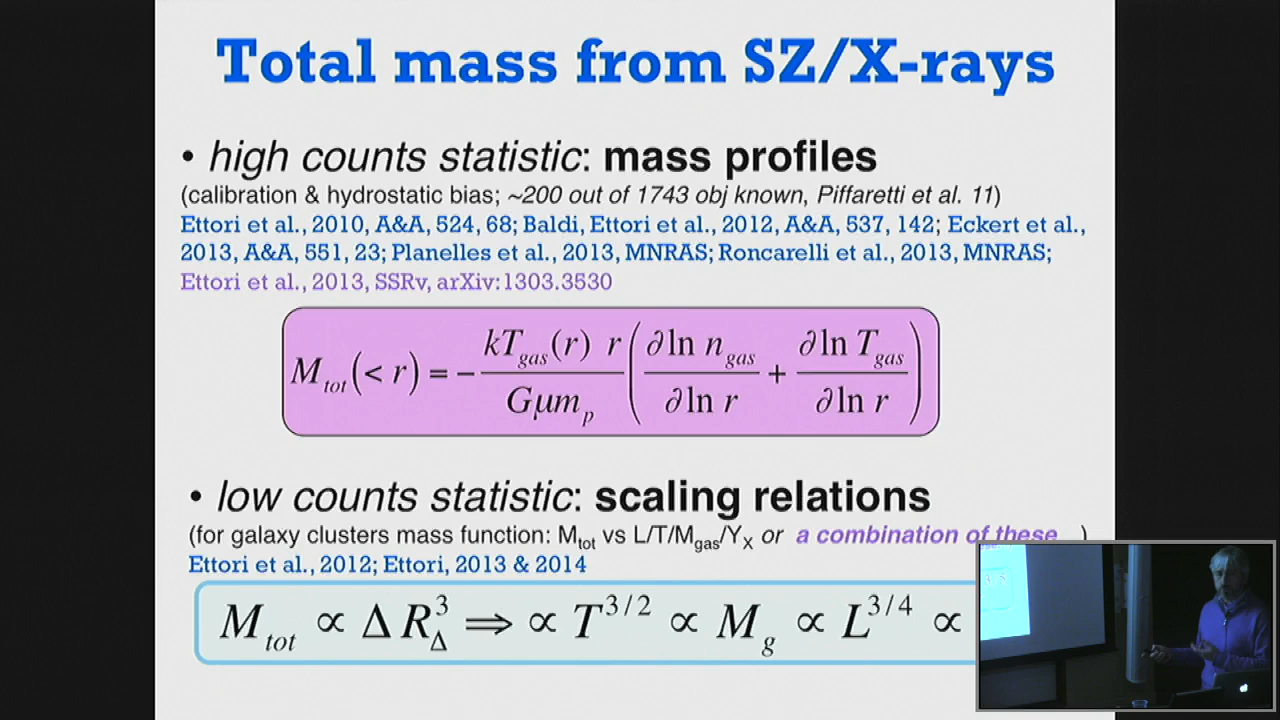 Total mass from SZ/X-rays
• high counts statistic: mass profiles
(calibration & hydrostatic bias; ~200 out of 1743 obj known, Piffaretti et al. 11)
Ettori et al., 2010, A&A, 524, 68; Baldi, Ettori et al., 2012, A&A, 537, 142; Eckert et al.,
2013, A&A, 551, 23; Planelles et al., 2013, MNRAS; Roncarelli et al., 2013, MNRAS;
Ettori et al., 2013, SSRv, arXiv:1303.3530
M_tot (< r) = − kT_gas(r) r / Gμm_p ( ∂ ln n_gas / ∂ ln r + ∂ ln T_gas / ∂ ln r )
• low counts statistic: scaling relations
(for galaxy clusters mass function: M_tot vs L/T/M_gas/Y_X or a combination of these )
Ettori et al., 2012; Ettori, 2013 & 2014
M_tot ∝ Δ R_Δ^3 ⇒ ∝ T^3/2 ∝ M_g ∝ L^3/4 ∝